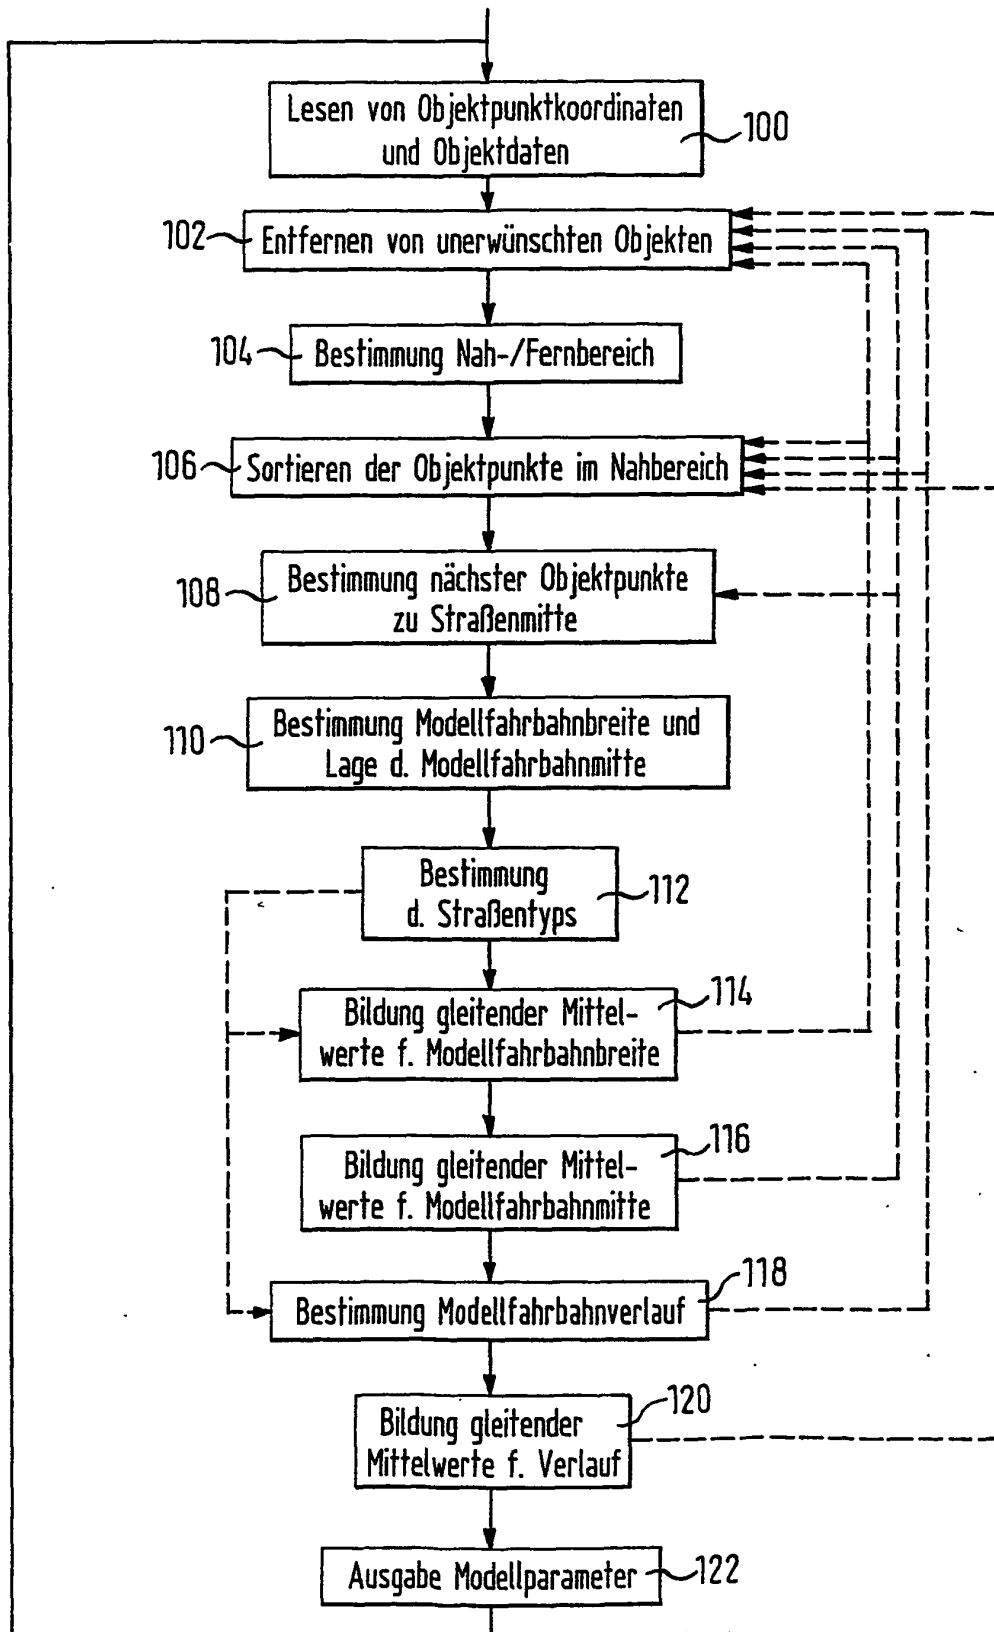 Lesen von Objektpunktkoordinaten
und Objektdaten
100
102
Entfernen von unerwünschten Objekten
104
Bestimmung Nah-/Fernbereich
106
Sortieren der Objektpunkte im Nahbereich
108
Bestimmung nächster Objektpunkte
zu Straßenmitte
110
Bestimmung Modellfahrbahnbreite und
Lage d. Modellfahrbahnmitte
Bestimmung
d. Straßentyps
112
114
Bildung gleitender Mittel-
werte f. Modellfahrbahnbreite
116
Bildung gleitender Mittel-
werte f. Modellfahrbahnmitte
118
Bestimmung Modellfahrbahnverlauf
120
Bildung gleitender
Mittelwerte f. Verlauf
Ausgabe Modellparameter
122